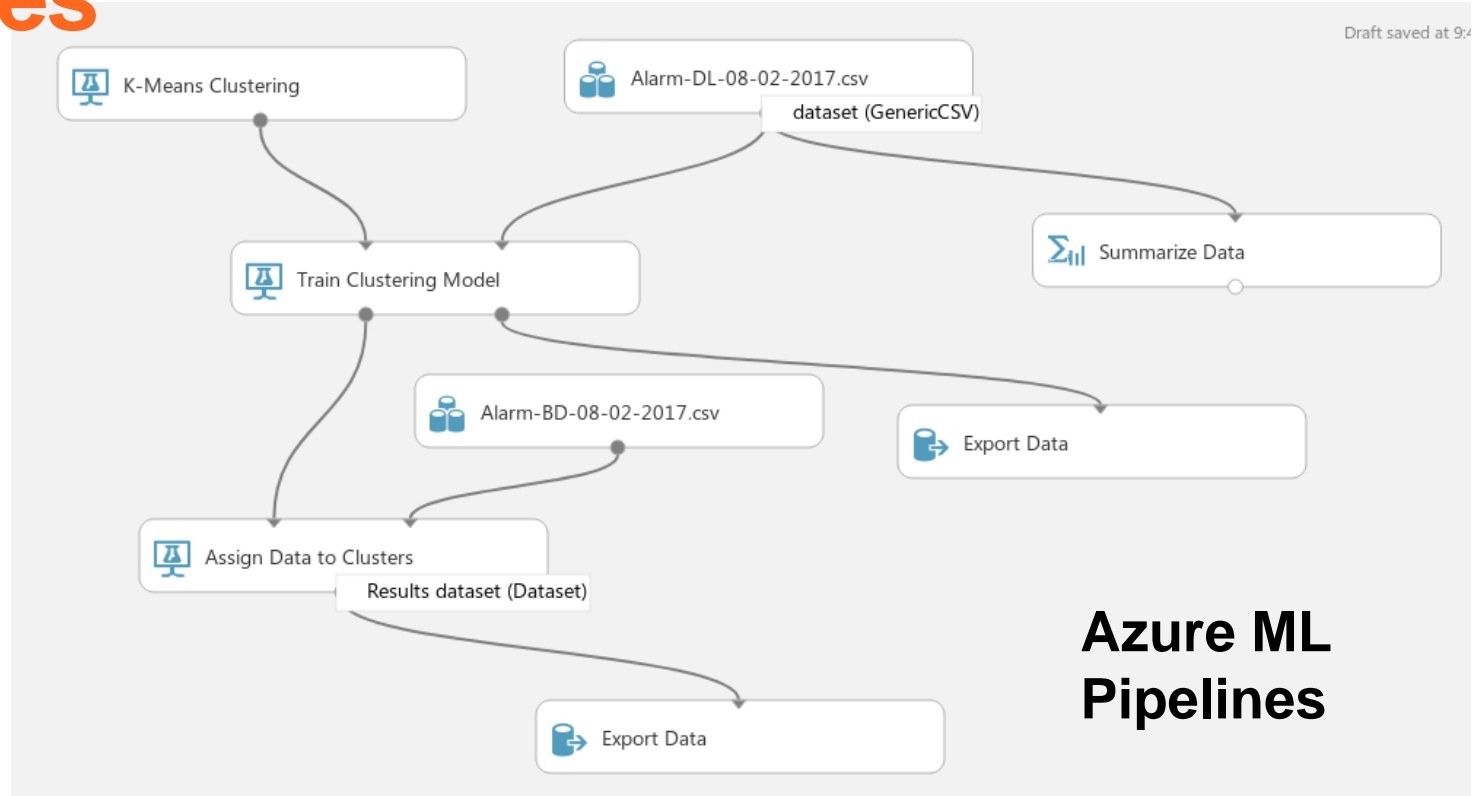 es
Draft saved at 9:4
K-Means Clustering
Alarm-DL-08-02-2017.csv
dataset (GenericCSV)
Summarize Data
Train Clustering Model
Alarm-BD-08-02-2017.csv
Export Data
Assign Data to Clusters
Results dataset (Dataset)
Azure ML
Pipelines
Export Data